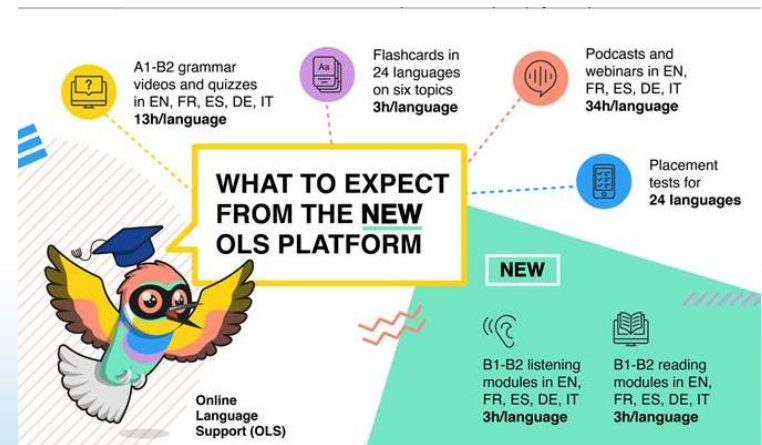 A1-B2 grammar
videos and quizzes
in EN, FR, ES, DE, IT
13h/language
Flashcards in
24 languages
on six topics
3h/language
Podcasts and
webinars in EN,
FR, ES, DE, IT
34h/language
Placement
tests for
24 languages
WHAT TO EXPECT
FROM THE NEW
OLS PLATFORM
NEW
B1-B2 listening
modules in EN,
FR, ES, DE, IT
3h/language
B1-B2 reading
modules in EN,
FR, ES, DE, IT
3h/language
Online
Language
Support (OLS)
?
Aa